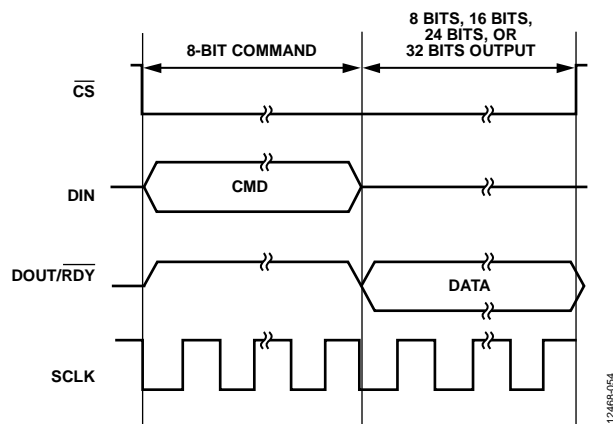 8-BIT COMMAND
8 BITS, 16 BITS,
24 BITS, OR
32 BITS OUTPUT
CS
DIN
CMD
DOUT/RDY
DATA
SCLK
12468-054